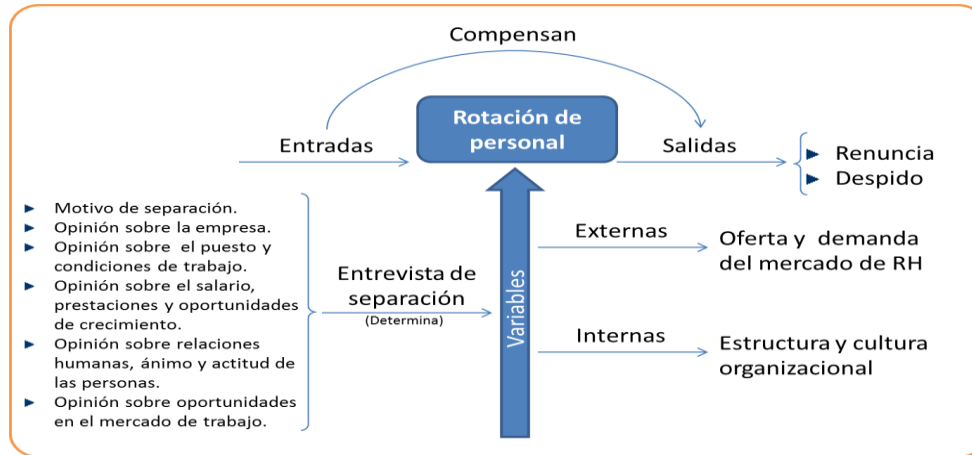 Compensan
Entradas
Rotación de
personal
Salidas
► Renuncia
► Despido
► Motivo de separación.
► Opinión sobre la empresa.
► Opinión sobre el puesto y
condiciones de trabajo.
► Opinión sobre el salario,
prestaciones y oportunidades
de crecimiento.
► Opinión sobre relaciones
humanas, ánimo y actitud de
las personas.
► Opinión sobre oportunidades
en el mercado de trabajo.
Entrevista de
separación
(Determina)
Variables
Externas
Oferta y demanda
del mercado de RH
Internas
Estructura y cultura
organizacional